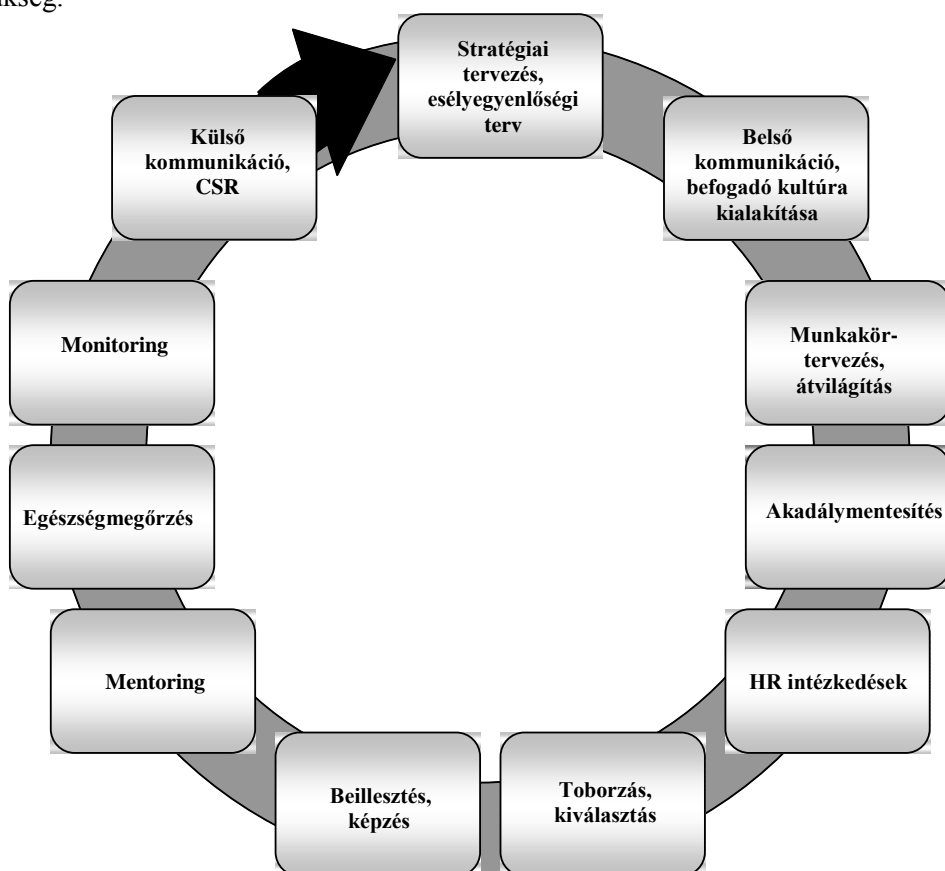 Stratégiai
tervezés,
esélyegyenlőségi
terv
Belső
kommunikáció,
befogadó kultúra
kialakítása
Munkakör-
tervezés,
átvilágítás
Akadálymentesítés
HR intézkedések
Toborzás,
kiválasztás
Beillesztés,
képzés
Mentoring
Egészségmegőrzés
Monitoring
Külső
kommunikáció,
CSR